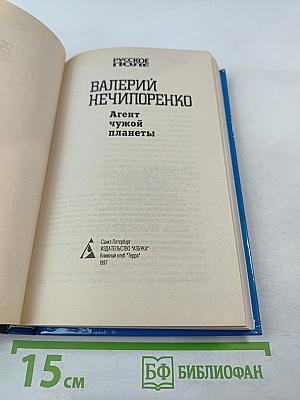 РУССКОЕ
ПОЛЕ
ВАЛЕРИЙ
НЕЧИПОРЕНКО
Агент
чужой
планеты
Санкт-Петербург
ИЗДАТЕЛЬСТВО "АЗБУКА"
Книжный клуб "Терра"
1997
15 см
БФ БИБЛИОФАН